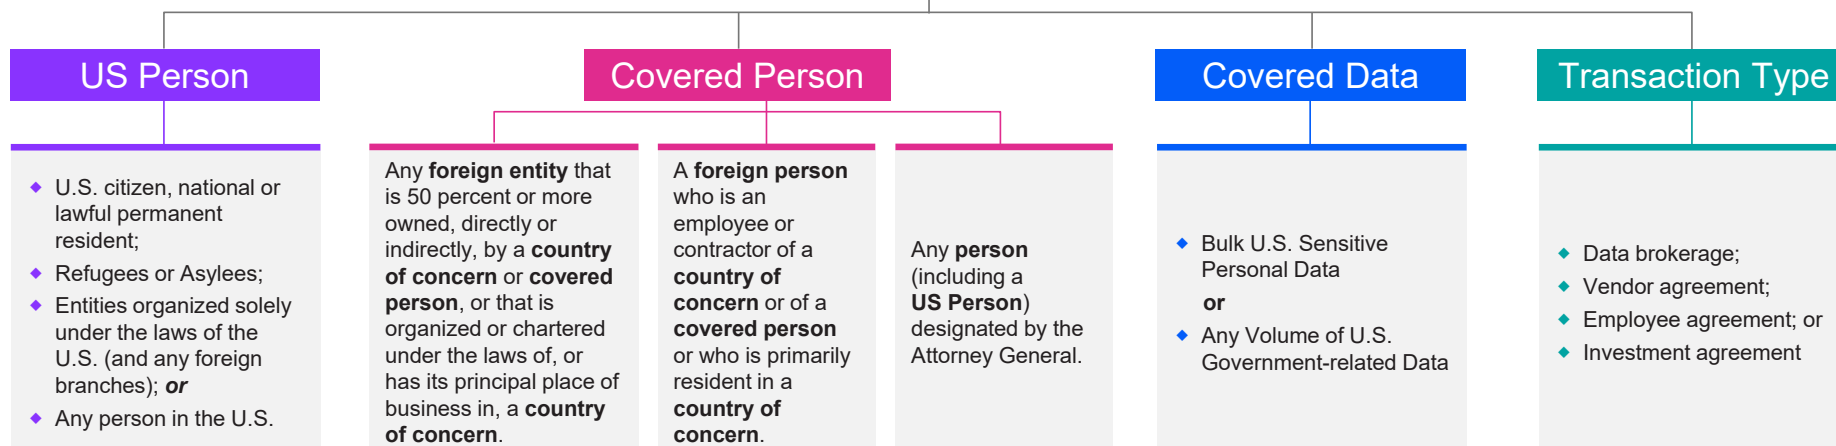 US Person
Covered Person
Covered Data
Transaction Type
U.S. citizen, national or
lawful permanent
resident;
Refugees or Asylees;
Entities organized solely
under the laws of the
U.S. (and any foreign
branches); or
Any person in the U.S.
Any foreign entity that
is 50 percent or more
owned, directly or
indirectly, by a country
of concern or covered
person, or that is
organized or chartered
under the laws of, or
has its principal place of
business in, a country
of concern.
A foreign person
who is an
employee or
contractor of a
country of
concern or of a
covered person
or who is primarily
resident in a
country of
concern.
Any person
(including a
US Person)
designated by the
Attorney General.
Bulk U.S. Sensitive
Personal Data
or
Any Volume of U.S.
Government-related Data
Data brokerage;
Vendor agreement;
Employee agreement; or
Investment agreement